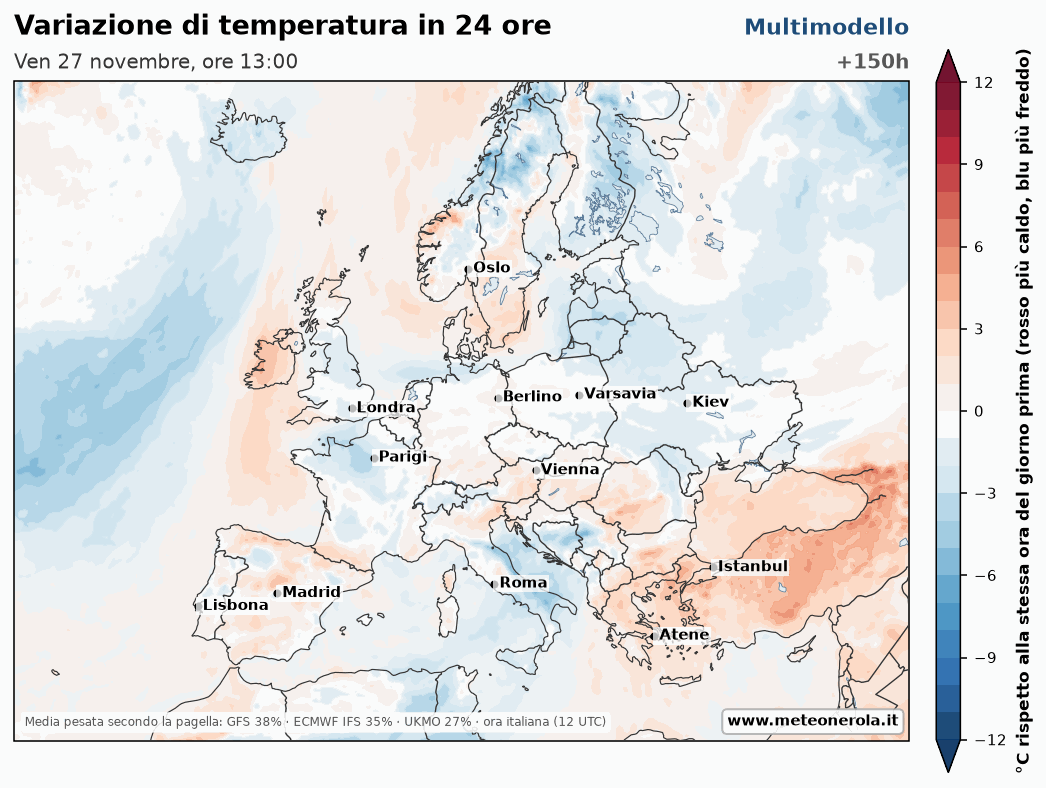 Variazione di temperatura in 24 ore
Multimodello
Ven 27 novembre, ore 13:00
+150h
Oslo
Berlino
Varsavia
Kiev
Londra
Parigi
Vienna
Roma
Istanbul
Madrid
Lisbona
Atene
Media pesata secondo la pagella: GFS 38% · ECMWF IFS 35% · UKMO 27% · ora italiana (12 UTC)
www.meteonerola.it
12
9
6
3
0
−3
−6
−9
−12
°C rispetto alla stessa ora del giorno prima (rosso più caldo, blu più freddo)